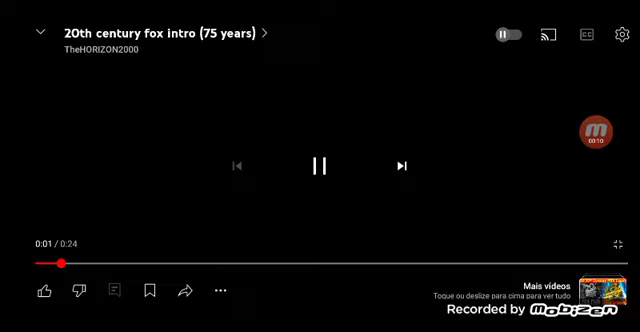 20th century fox intro (75 years)
TheHORIZON2000
CC
00:10
0:01 / 0:24
Mais vídeos
Toque ou deslize para cima para ver tudo
Recorded by Mobizen